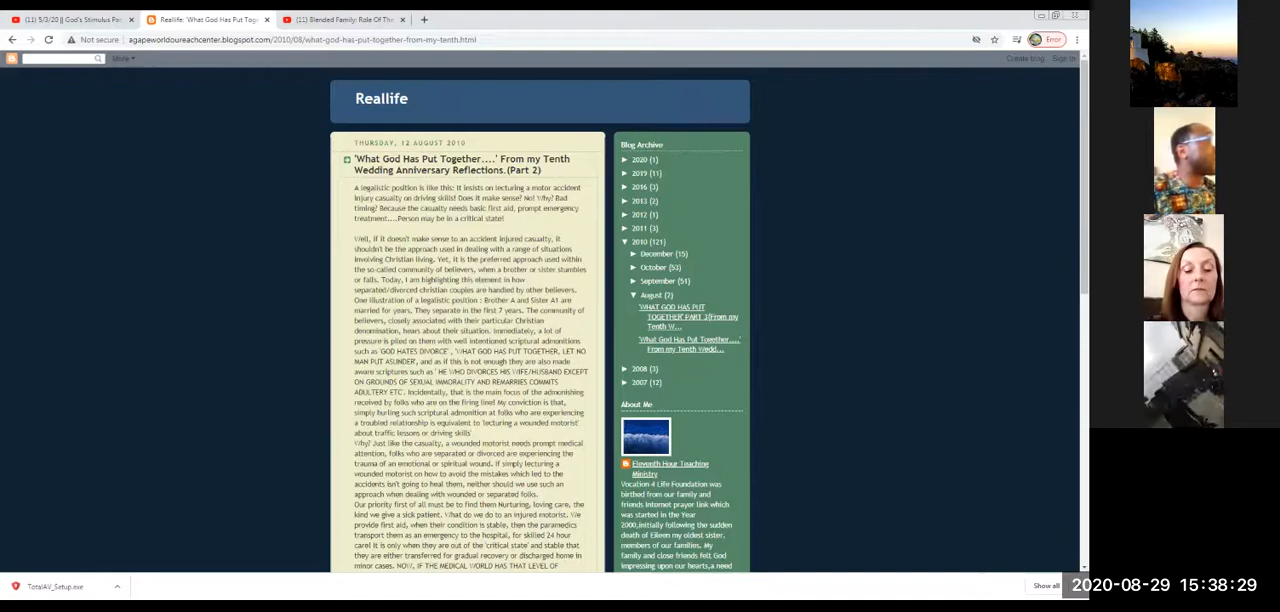 (11) 5/3/20 || God's Stimulus Pac
Reallife: 'What God Has Put Toge
(11) Blended Family: Role Of The
Not secure
agapeworldoureachcenter.blogspot.com/2010/08/what-god-has-put-together-from-my-tenth.html
Error
More
Create blog
Sign In
Reallife
THURSDAY, 12 AUGUST 2010
'What God Has Put Together....' From my Tenth
Wedding Anniversary Reflections.(Part 2)
A legalistic position is like this: It insists on lecturing a motor accident
injury casualty on driving skills! Does it make sense? No! Why? Bad
timing? Because the casualty needs basic first aid, prompt emergency
treatment....Person may be in a critical state!
Well, if it doesn't make sense to an accident injured casualty, it
shouldn't be the approach used in dealing with a range of situations
involving Christian living. Yet, it is the preferred approach used within
the so-called community of believers, when a brother or sister stumbles
or falls. Today, I am highlighting this element in how
separated/divorced christian couples are handled by other believers.
One illustration of a legalistic position : Brother A and Sister A1 are
married for years. They separate in the first 7 years. The community of
believers, closely associated with their particular Christian
denomination, hears about their situation. Immediately, a lot of
pressure is piled on them with well intentioned scriptural admonitions
such as 'GOD HATES DIVORCE' , 'WHAT GOD HAS PUT TOGETHER, LET NO
MAN PUT ASUNDER', and as if this is not enough they are also made
aware scriptures such as ' HE WHO DIVORCES HIS WIFE/HUSBAND EXCEPT
ON GROUNDS OF SEXUAL IMMORALITY AND REMARRIES COMMITS
ADULTERY ETC'. Incidentally, that is the main focus of the admonishing
received by folks who are on the firing line! My conviction is that,
simply hurling such scriptural admonition at folks who are experiencing
a troubled relationship is equivalent to 'lecturing a wounded motorist'
about traffic lessons or driving skills'
Why? Just like the casualty, a wounded motorist needs prompt medical
attention, folks who are separated or divorced are experiencing the
trauma of an emotional or spiritual wound. If simply lecturing a
wounded motorist on how to avoid the mistakes which led to the
accidents isn't going to heal them, neither should we use such an
approach when dealing with wounded or separated folks.
Our priority first of all must be to find them Nurturing, loving care, the
kind we give a sick patient. What do we do to an injured motorist. We
provide first aid, when their condition is stable, then the paramedics
transport them as an emergency to the hospital, for skilled 24 hour
care! It is only when they are out of the 'critical state' and stable that
they are either transferred for gradual recovery or discharged home in
minor cases. NOW, IF THE MEDICAL WORLD HAS THAT LEVEL OF
Blog Archive
► 2020 (1)
► 2019 (11)
► 2016 (3)
► 2013 (2)
► 2012 (1)
► 2011 (3)
▼ 2010 (121)
► December (15)
► October (53)
► September (51)
▼ August (2)
'WHAT GOD HAS PUT
TOGETHER' PART 3(From my
Tenth W...
'What God Has Put Together....'
From my Tenth Wedd...
► 2008 (3)
► 2007 (12)
About Me
Eleventh Hour Teaching
Ministry
Vocation 4 Life Foundation was
birthed from our family and
friends Internet prayer link which
was started in the Year
2000,initially following the sudden
death of Eileen my oldest sister.
members of our families. My
family and close friends felt God
impressing upon our hearts,a need
TotalAV_Setup.exe
Show all
2020-08-29 15:38:29